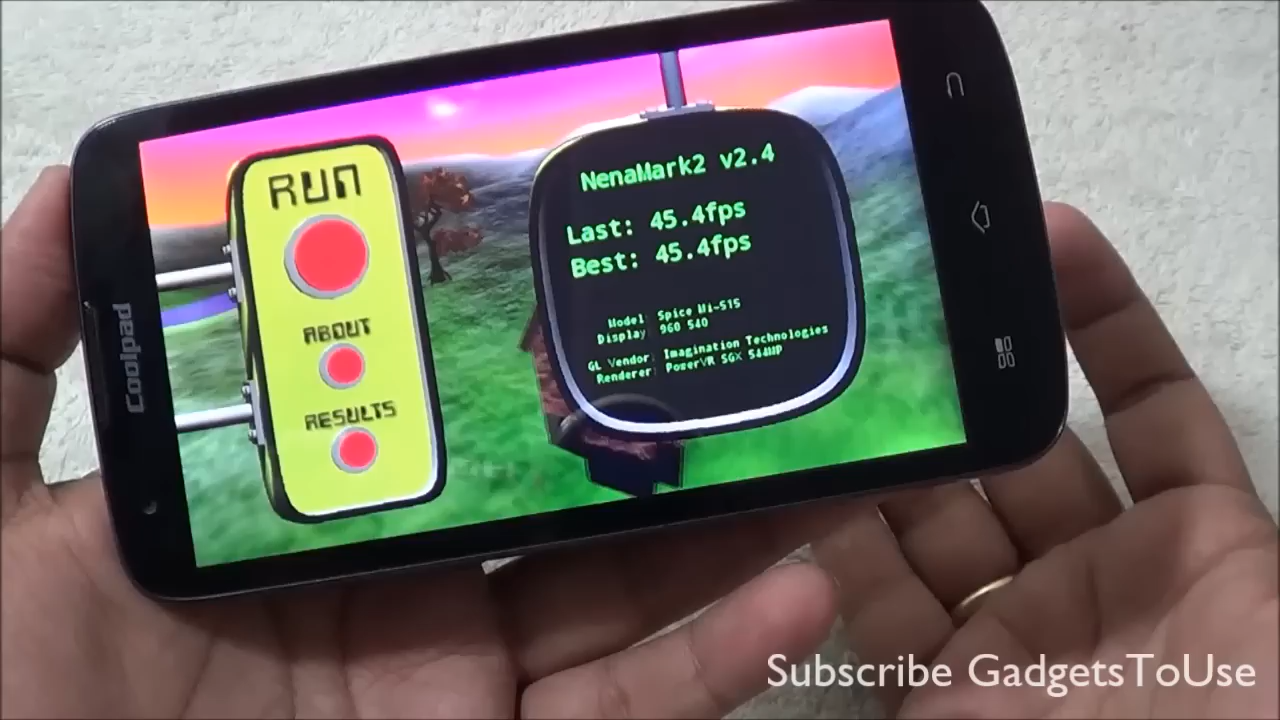 Coolpad
RUN
ABOUT
RESULTS
NenaMark2 v2.4
Last: 45.4fps
Best: 45.4fps
Model: Spice Mi-515
Display: 960 540
GL Vendor: Imagination Technologies
Renderer: PowerVR SGX 544MP
Subscribe GadgetsToUse